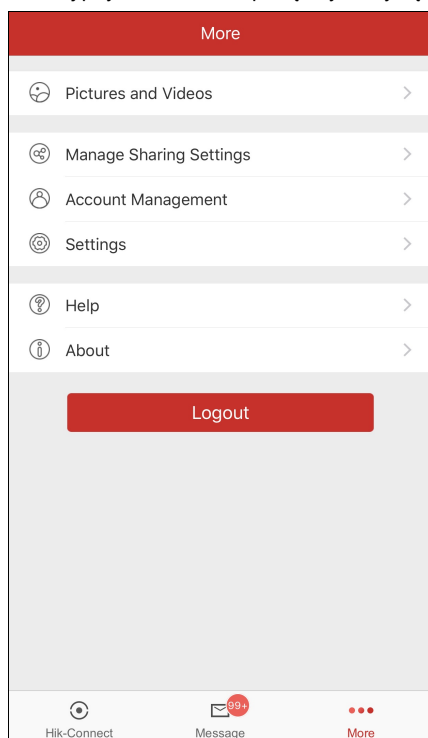 More
Pictures and Videos
Manage Sharing Settings
Account Management
Settings
Help
About
Logout
99+
Hik-Connect
Message
More